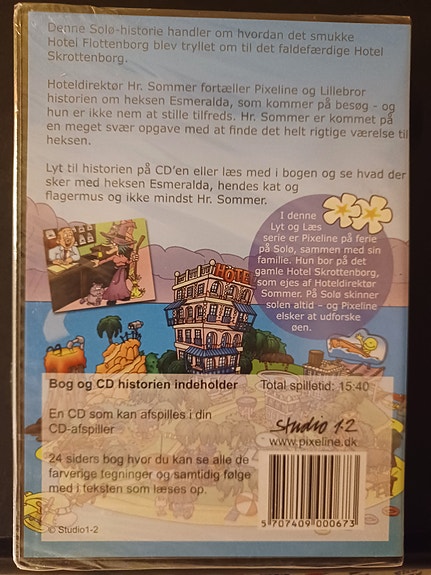 Denne Solø-historie handler om hvordan det smukke
Hotel Flottenborg blev tryllet om til det faldefærdige Hotel
Skrottenborg.
Hoteldirektør Hr. Sommer fortæller Pixeline og Lillebror
historien om heksen Esmeralda, som kommer på besøg - og
hun er ikke nem at stille tilfreds. Hr. Sommer er kommet på
en meget svær opgave med at finde det helt rigtige værelse til
heksen.
Lyt til historien på CD'en eller læs med i bogen og se hvad der
sker med heksen Esmeralda, hendes kat og
flagermus og ikke mindst Hr. Sommer.
I denne
Lyt og Læs
serie er Pixeline på ferie
på Solø, sammen med sin
familie. Hun bor på det
gamle Hotel Skrottenborg,
som ejes af Hoteldirektør
Sommer. På Solø skinner
solen altid – og Pixeline
elsker at udforske
øen.
HOTEL
Bog og CD historien indeholder
Total spilletid: 15:40
En CD som kan afspilles i din
CD-afspiller
24 siders bog hvor du kan se alle de
farverige tegninger og samtidig følge
med i teksten som læses op.
Studio 1-2
www.pixeline.dk
5 707409 000673
© Studio1-2